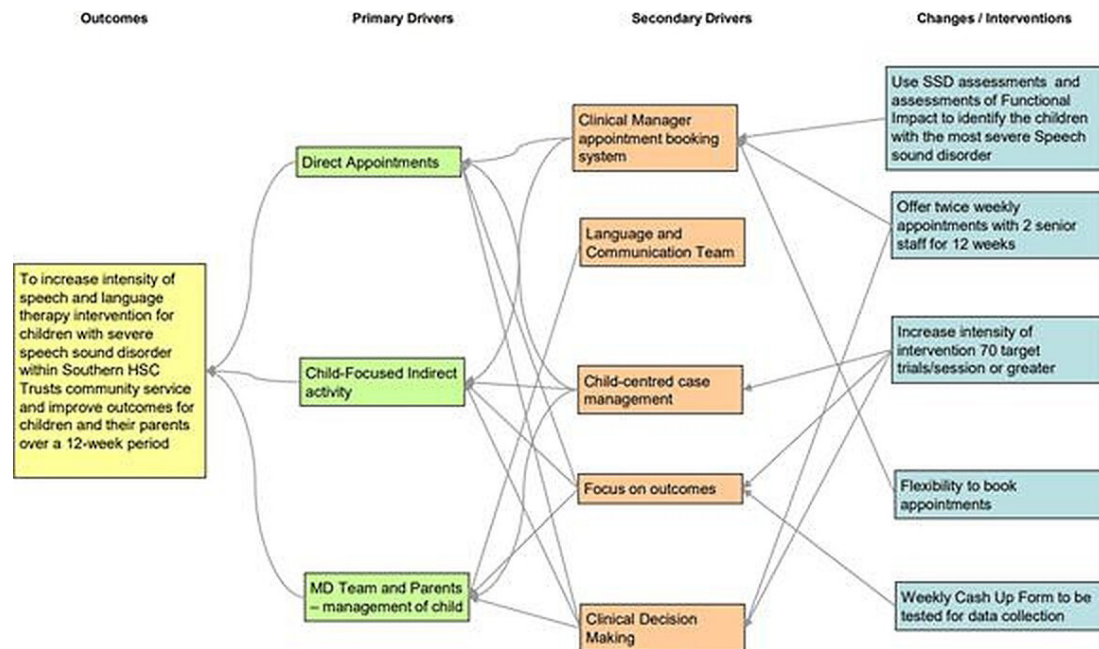 Outcomes
Primary Drivers
Secondary Drivers
Changes / Interventions
To increase intensity of
speech and language
therapy intervention for
children with severe
speech sound disorder
within Southern HSC
Trusts community service
and improve outcomes for
children and their parents
over a 12-week period
Direct Appointments
Child-Focused Indirect
activity
MD Team and Parents
– management of child
Clinical Manager
appointment booking
system
Language and
Communication Team
Child-centred case
management
Focus on outcomes
Clinical Decision
Making
Use SSD assessments and
assessments of Functional
Impact to identify the children
with the most severe Speech
sound disorder
Offer twice weekly
appointments with 2 senior
staff for 12 weeks
Increase intensity of
intervention 70 target
trials/session or greater
Flexibility to book
appointments
Weekly Cash Up Form to be
tested for data collection